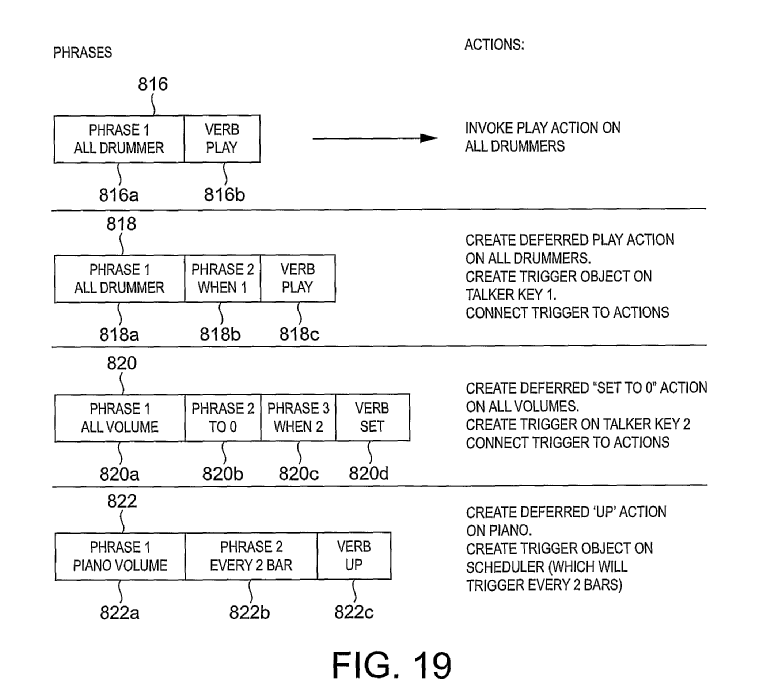 PHRASES
ACTIONS:
816
PHRASE 1
ALL DRUMMER
VERB
PLAY
INVOKE PLAY ACTION ON
ALL DRUMMERS
816a
816b
818
PHRASE 1
ALL DRUMMER
PHRASE 2
WHEN 1
VERB
PLAY
CREATE DEFERRED PLAY ACTION
ON ALL DRUMMERS.
CREATE TRIGGER OBJECT ON
TALKER KEY 1.
CONNECT TRIGGER TO ACTIONS
818a
818b
818c
820
PHRASE 1
ALL VOLUME
PHRASE 2
TO 0
PHRASE 3
WHEN 2
VERB
SET
CREATE DEFERRED "SET TO 0" ACTION
ON ALL VOLUMES.
CREATE TRIGGER ON TALKER KEY 2
CONNECT TRIGGER TO ACTIONS
820a
820b
820c
820d
822
PHRASE 1
PIANO VOLUME
PHRASE 2
EVERY 2 BAR
VERB
UP
CREATE DEFERRED 'UP' ACTION
ON PIANO.
CREATE TRIGGER OBJECT ON
SCHEDULER (WHICH WILL
TRIGGER EVERY 2 BARS)
822a
822b
822c
FIG. 19